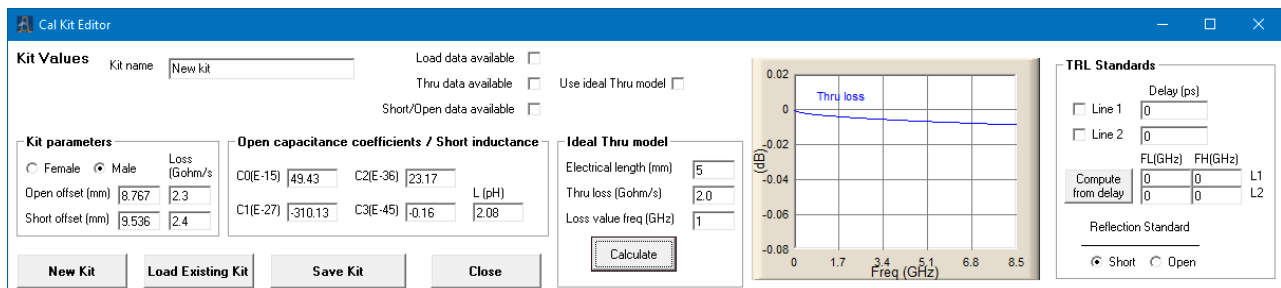 Cal Kit Editor
Kit Values
Kit name New kit
Load data available
Thru data available
Use ideal Thru model
Short/Open data available
Kit parameters
Female Male
Loss
(Gohm/s
Open offset (mm) 8.767 2.3
Short offset (mm) 9.536 2.4
Open capacitance coefficients / Short inductance
C0(E-15) 49.43 C2(E-36) 23.17
L (pH)
C1(E-27) -310.13 C3(E-45) -0.16 2.08
Ideal Thru model
Electrical length (mm) 5
Thru loss (Gohm/s) 2.0
Loss value freq (GHz) 1
Calculate
New Kit Load Existing Kit Save Kit Close
0.02
Thru loss
0
-0.02
(dB)
-0.04
-0.06
-0.08
0 1.7 3.4 5.1 6.8 8.5
Freq (GHz)
TRL Standards
Delay (ps)
Line 1 0
Line 2 0
FL(GHz) FH(GHz)
Compute
from delay
0 0 L1
0 0 L2
Reflection Standard
Short Open